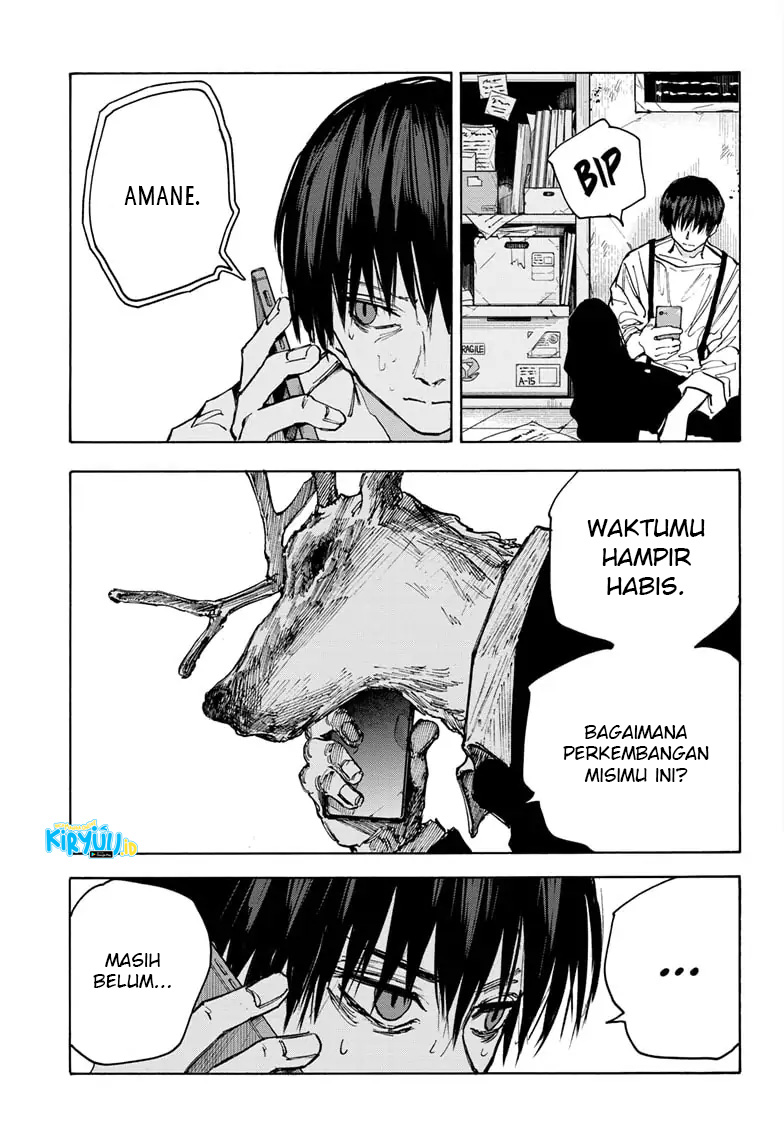 BIP
FRAGILE
A-15
AMANE.
WAKTUMU
HAMPIR
HABIS.
BAGAIMANA
PERKEMBANGAN
MISIMU INI?
KIRYUU.ID
...
MASIH
BELUM...